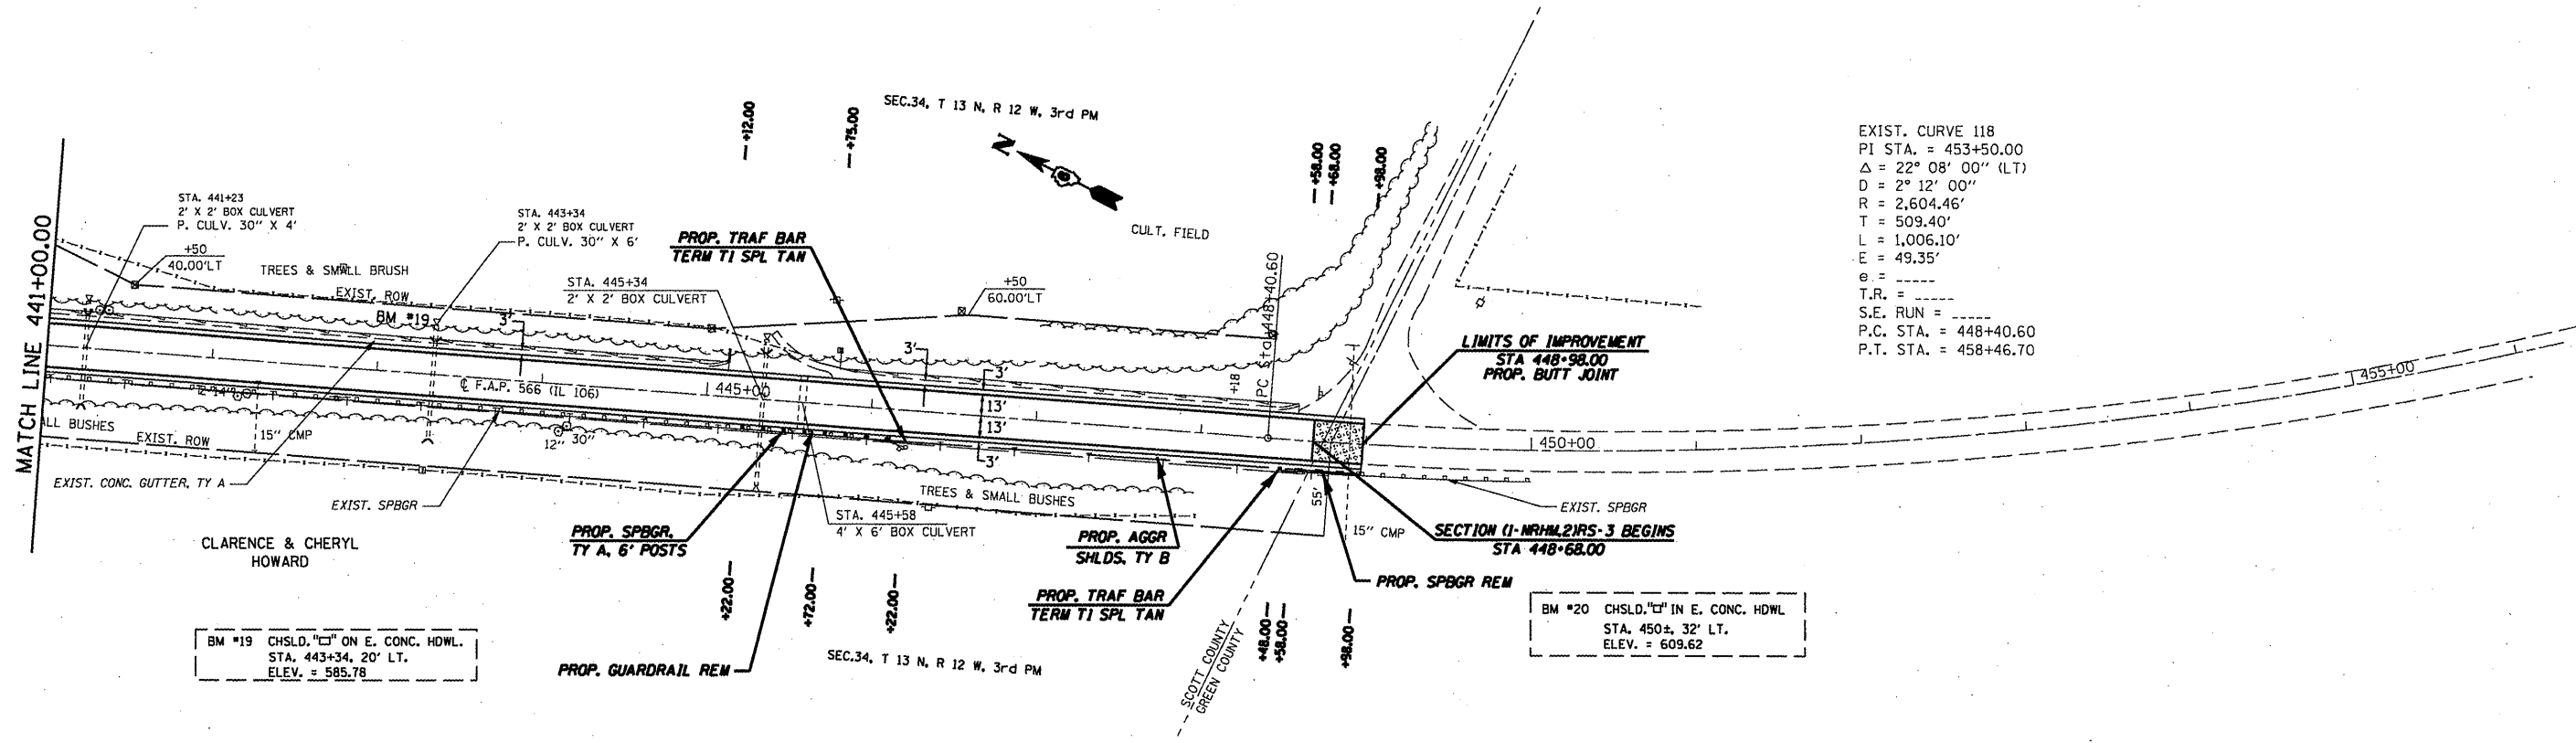 SEC.34, T 13 N, R 12 W, 3rd PM
+12.00
+75.00
N
+58.00
+68.00
+98.00
CULT. FIELD
EXIST. CURVE 118
PI STA. = 453+50.00
Δ = 22° 08' 00" (LT)
D = 2° 12' 00"
R = 2,604.46'
T = 509.40'
L = 1,006.10'
E = 49.35'
e = -----
T.R. = -----
S.E. RUN = -----
P.C. STA. = 448+40.60
P.T. STA. = 458+46.70
MATCH LINE 441+00.00
STA. 441+23
2' X 2' BOX CULVERT
P. CULV. 30" X 4'
+50
40.00'LT
TREES & SMALL BRUSH
EXIST. ROW
BM #19
STA. 443+34
2' X 2' BOX CULVERT
P. CULV. 30" X 6'
3'
PROP. TRAF BAR
TERM T1 SPL TAN
STA. 445+34
2' X 2' BOX CULVERT
+50
60.00'LT
3'
3'
13'
13'
3'
+18
PC Sta 448+40.60
LIMITS OF IMPROVEMENT
STA 448+98.00
PROP. BUTT JOINT
℄ F.A.P. 566 (IL 106)
445+00
450+00
455+00
2-14"
ALL BUSHES
EXIST. ROW
15" CMP
12" 30"
EXIST. CONC. GUTTER, TY A
EXIST. SPBGR
TREES & SMALL BUSHES
STA. 445+58
4' X 6' BOX CULVERT
PROP. SPBGR,
TY A, 6' POSTS
PROP. AGGR
SHLDS, TY B
55'
15" CMP
EXIST. SPBGR
SECTION (1-NRHM,2)RS-3 BEGINS
STA 448+68.00
PROP. SPBGR REM
CLARENCE & CHERYL
HOWARD
+22.00
+72.00
+22.00
PROP. TRAF BAR
TERM T1 SPL TAN
+48.00
+58.00
+98.00
PROP. GUARDRAIL REM
SEC.34, T 13 N, R 12 W, 3rd PM
SCOTT COUNTY
GREEN COUNTY
BM #19 CHSLD."□" ON E. CONC. HDWL.
STA. 443+34, 20' LT.
ELEV. = 585.78
BM #20 CHSLD."□" IN E. CONC. HDWL
STA. 450±, 32' LT.
ELEV. = 609.62